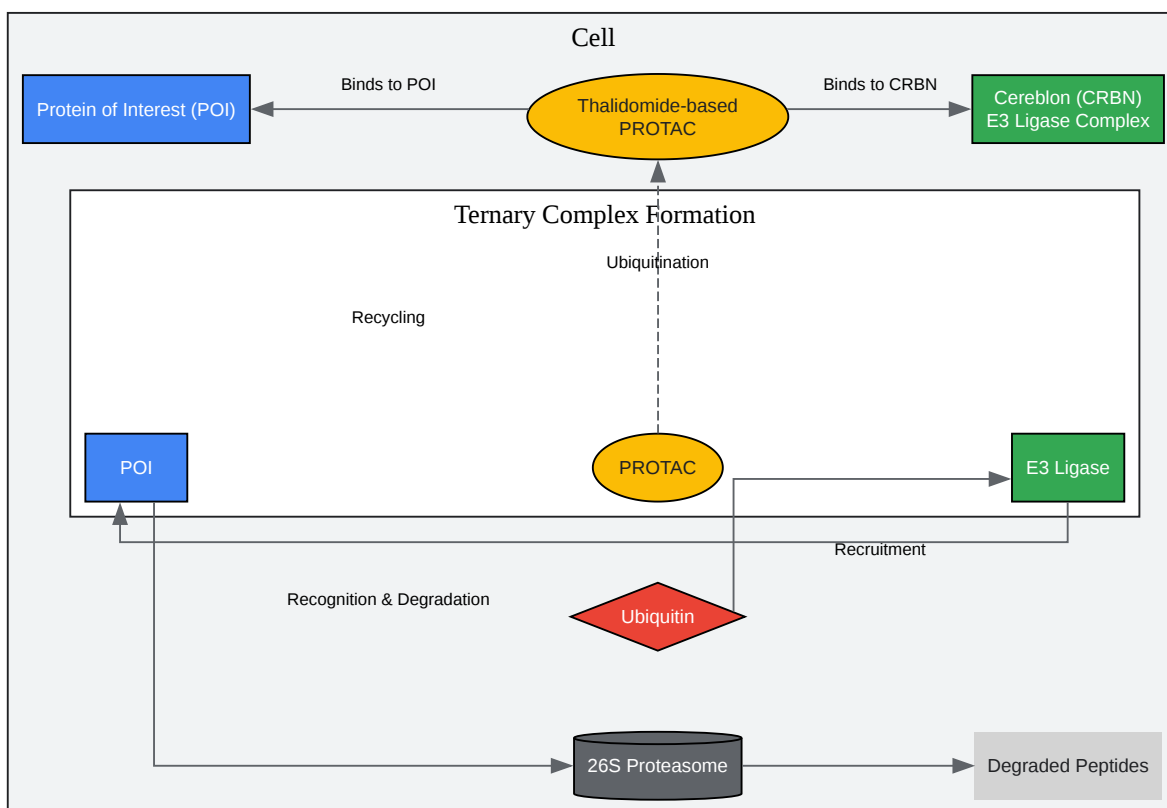 Cell
Binds to POI
Binds to CRBN
Protein of Interest (POI)
Thalidomide-based
PROTAC
Cereblon (CRBN)
E3 Ligase Complex
Ternary Complex Formation
Ubiquitination
Recycling
POI
PROTAC
E3 Ligase
Recruitment
Recognition & Degradation
Ubiquitin
26S Proteasome
Degraded Peptides